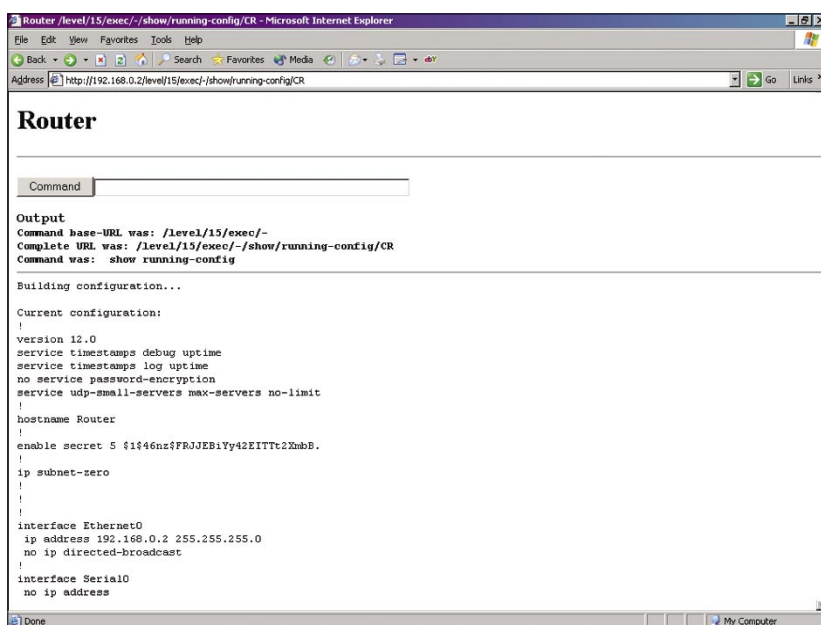 Router /level/15/exec/-/show/running-config/CR - Microsoft Internet Explorer
File Edit View Favorites Tools Help
Back Search Favorites Media
Address http://192.168.0.2/level/15/exec/-/show/running-config/CR Go Links
Router
Command
Output
Command base-URL was: /level/15/exec/-
Complete URL was: /level/15/exec/-/show/running-config/CR
Command was: show running-config
Building configuration...
Current configuration:
!
version 12.0
service timestamps debug uptime
service timestamps log uptime
no service password-encryption
service udp-small-servers max-servers no-limit
!
hostname Router
!
enable secret 5 $1$46nz$FRJJEBiYy42EITTt2XmbB.
!
ip subnet-zero
!
!
!
interface Ethernet0
ip address 192.168.0.2 255.255.255.0
no ip directed-broadcast
!
interface Serial0
no ip address
Done My Computer